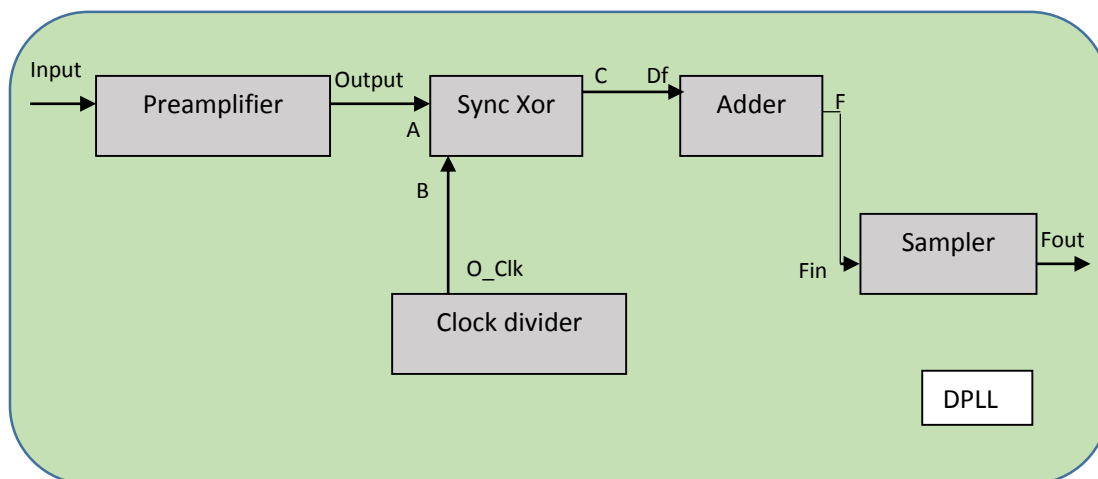 Input
Preamplifier
Output
A
Sync Xor
B
C
Df
Adder
F
Fin
Sampler
Fout
O_Clk
Clock divider
DPLL